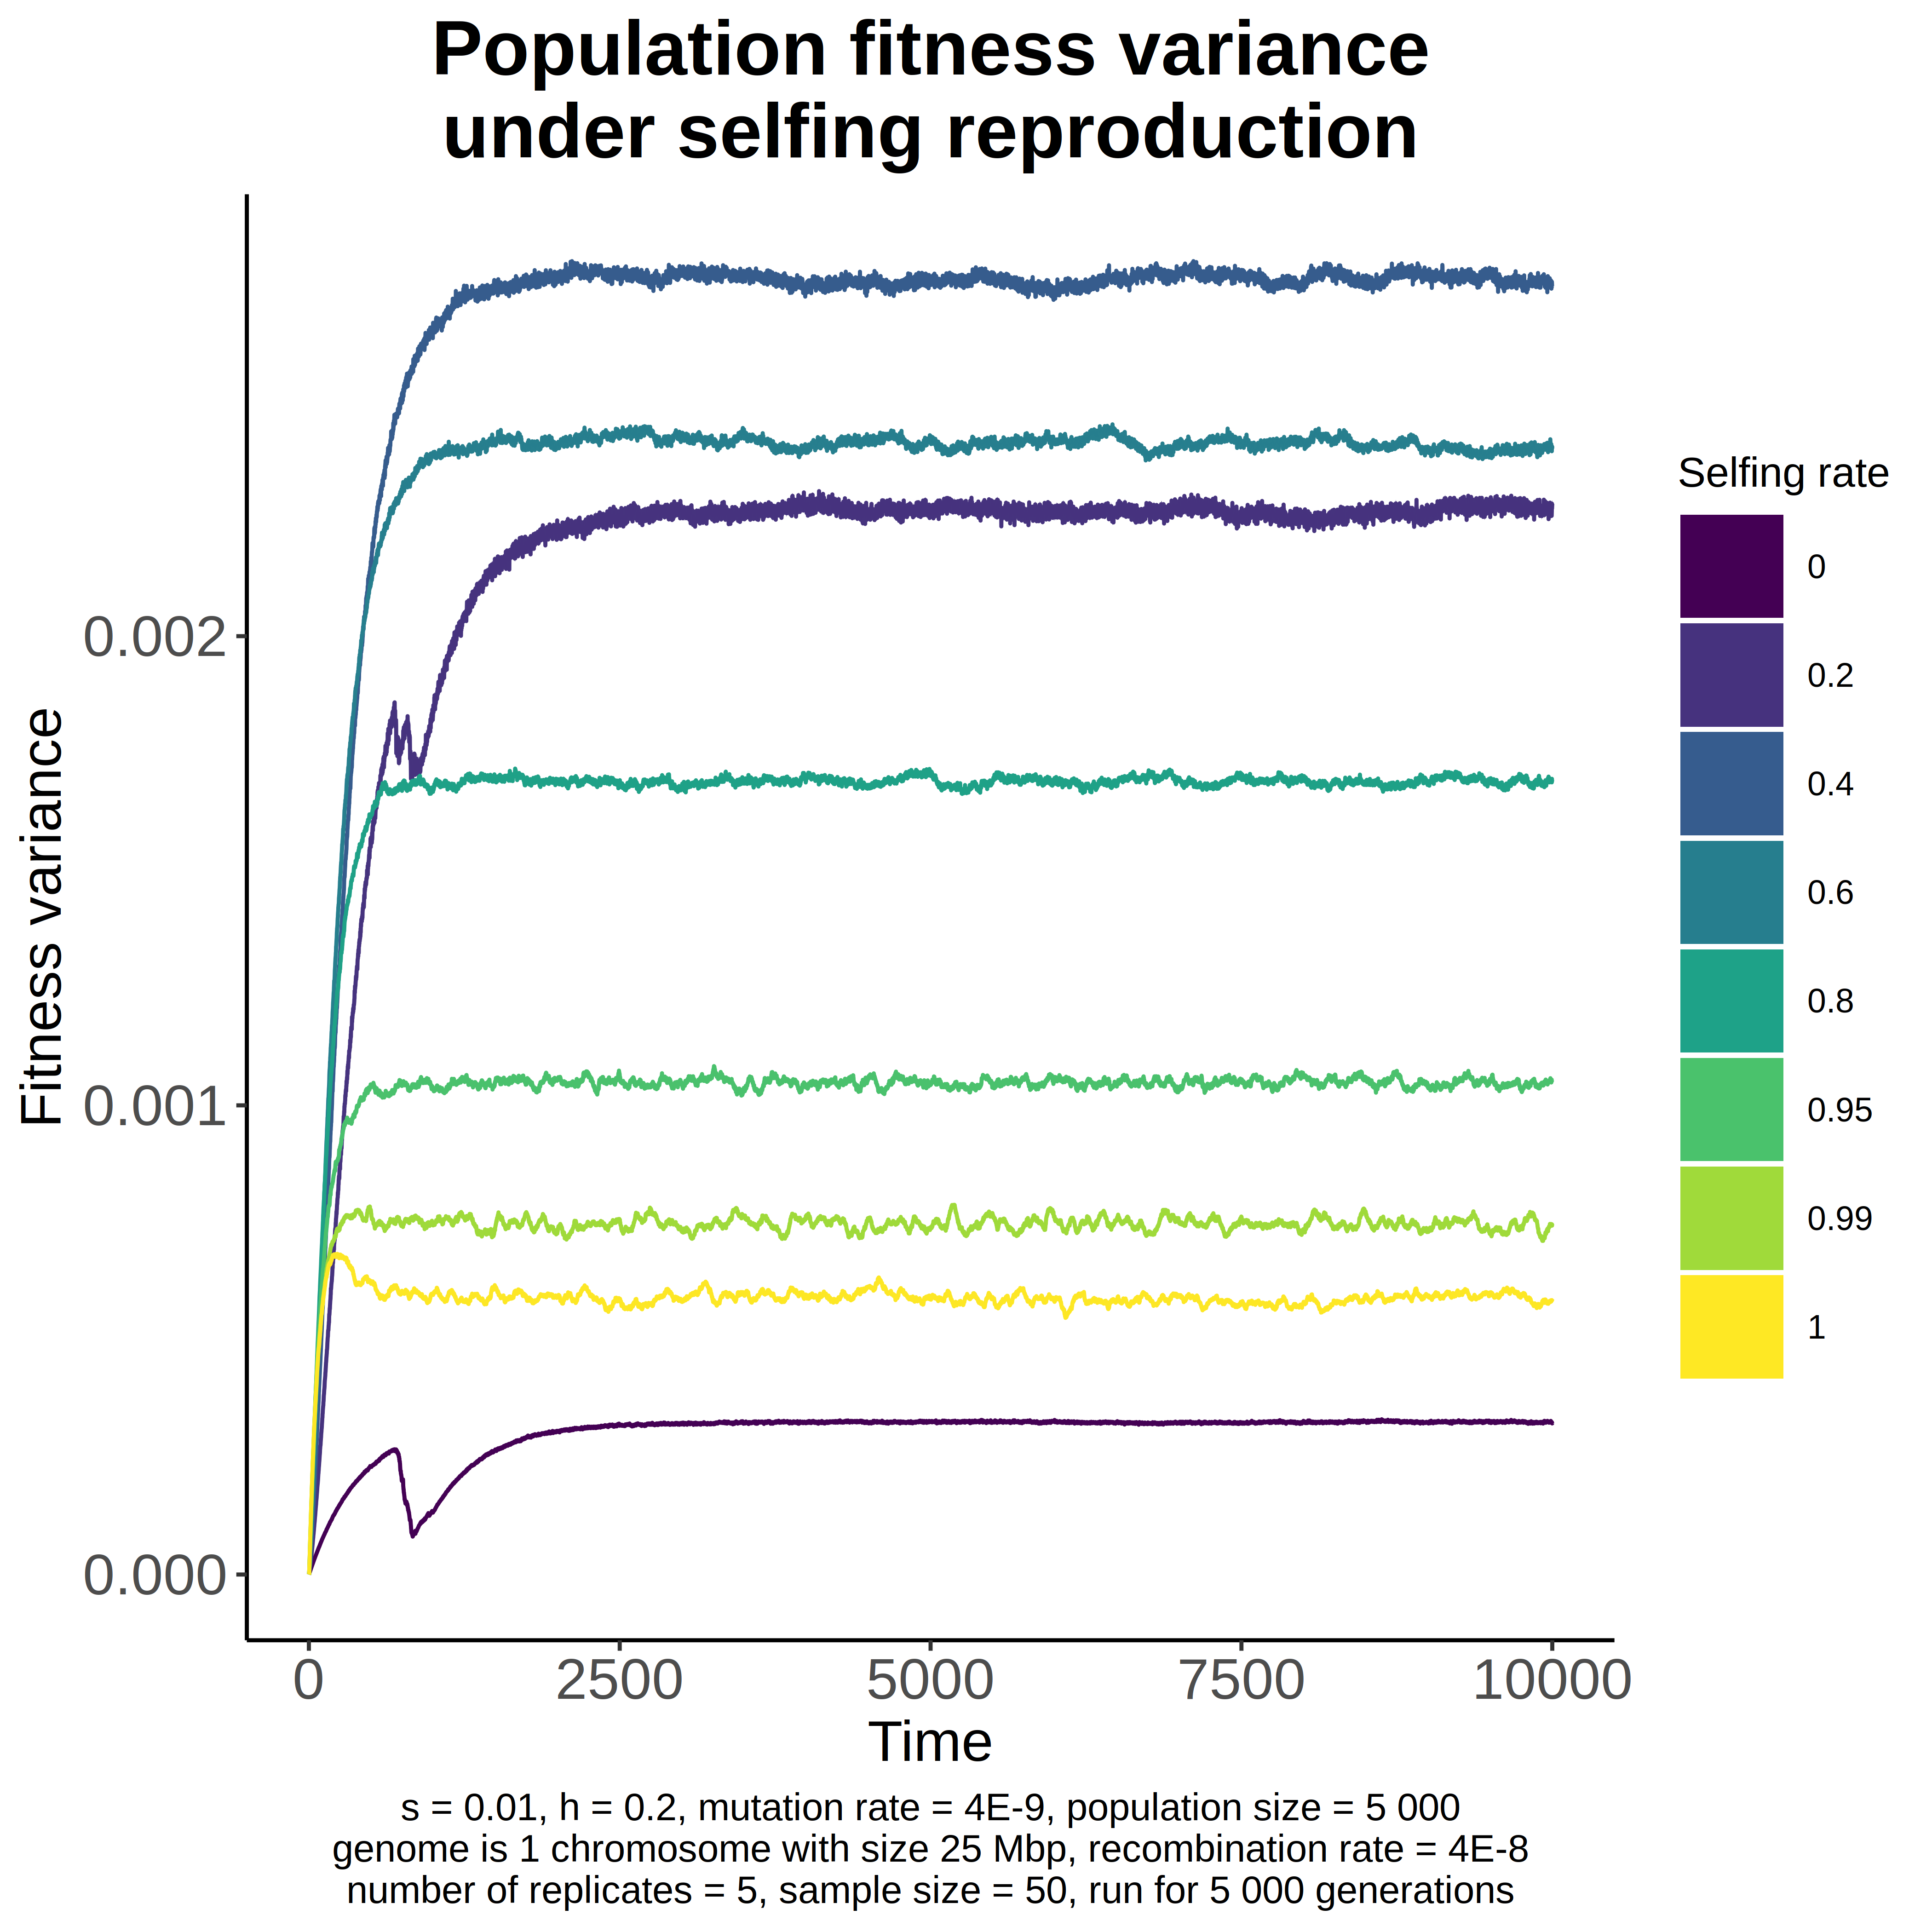 Population fitness variance
under selfing reproduction
Fitness variance
0.002
0.001
0.000
0
2500
5000
7500
10000
Time
Selfing rate
0
0.2
0.4
0.6
0.8
0.95
0.99
1
s = 0.01, h = 0.2, mutation rate = 4E-9, population size = 5 000
genome is 1 chromosome with size 25 Mbp, recombination rate = 4E-8
number of replicates = 5, sample size = 50, run for 5 000 generations